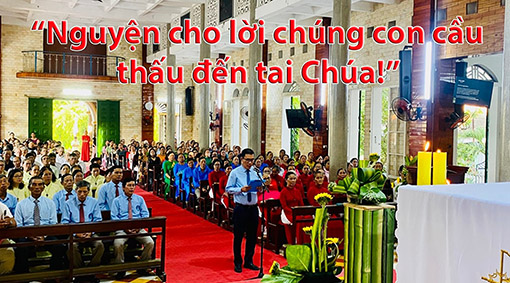 “Nguyện cho lời chúng con cầu
thấu đến tai Chúa!”